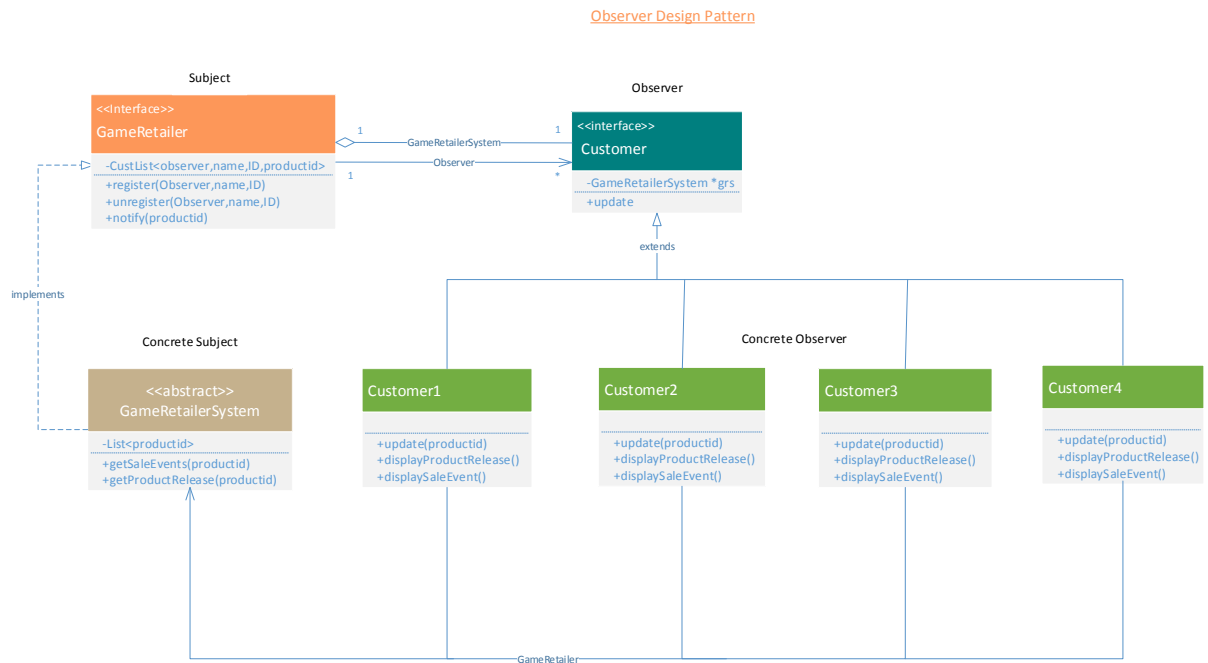 Observer Design Pattern
Subject
Observer
<<Interface>>
GameRetailer
-CustList<observer,name,ID,productid>
+register(Observer,name,ID)
+unregister(Observer,name,ID)
+notify(productid)
1
GameRetailerSystem
1
Observer
1
*
<<interface>>
Customer
-GameRetailerSystem *grs
+update
extends
implements
Concrete Subject
Concrete Observer
<<abstract>>
GameRetailerSystem
-List<productid>
+getSaleEvents(productid)
+getProductRelease(productid)
Customer1
+update(productid)
+displayProductRelease()
+displaySaleEvent()
Customer2
+update(productid)
+displayProductRelease()
+displaySaleEvent()
Customer3
+update(productid)
+displayProductRelease()
+displaySaleEvent()
Customer4
+update(productid)
+displayProductRelease()
+displaySaleEvent()
GameRetailer